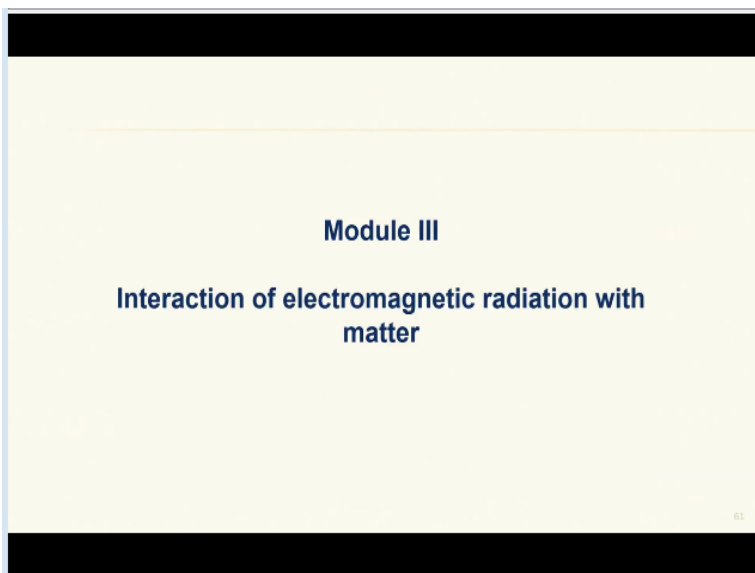 Module III
Interaction of electromagnetic radiation with
matter
61